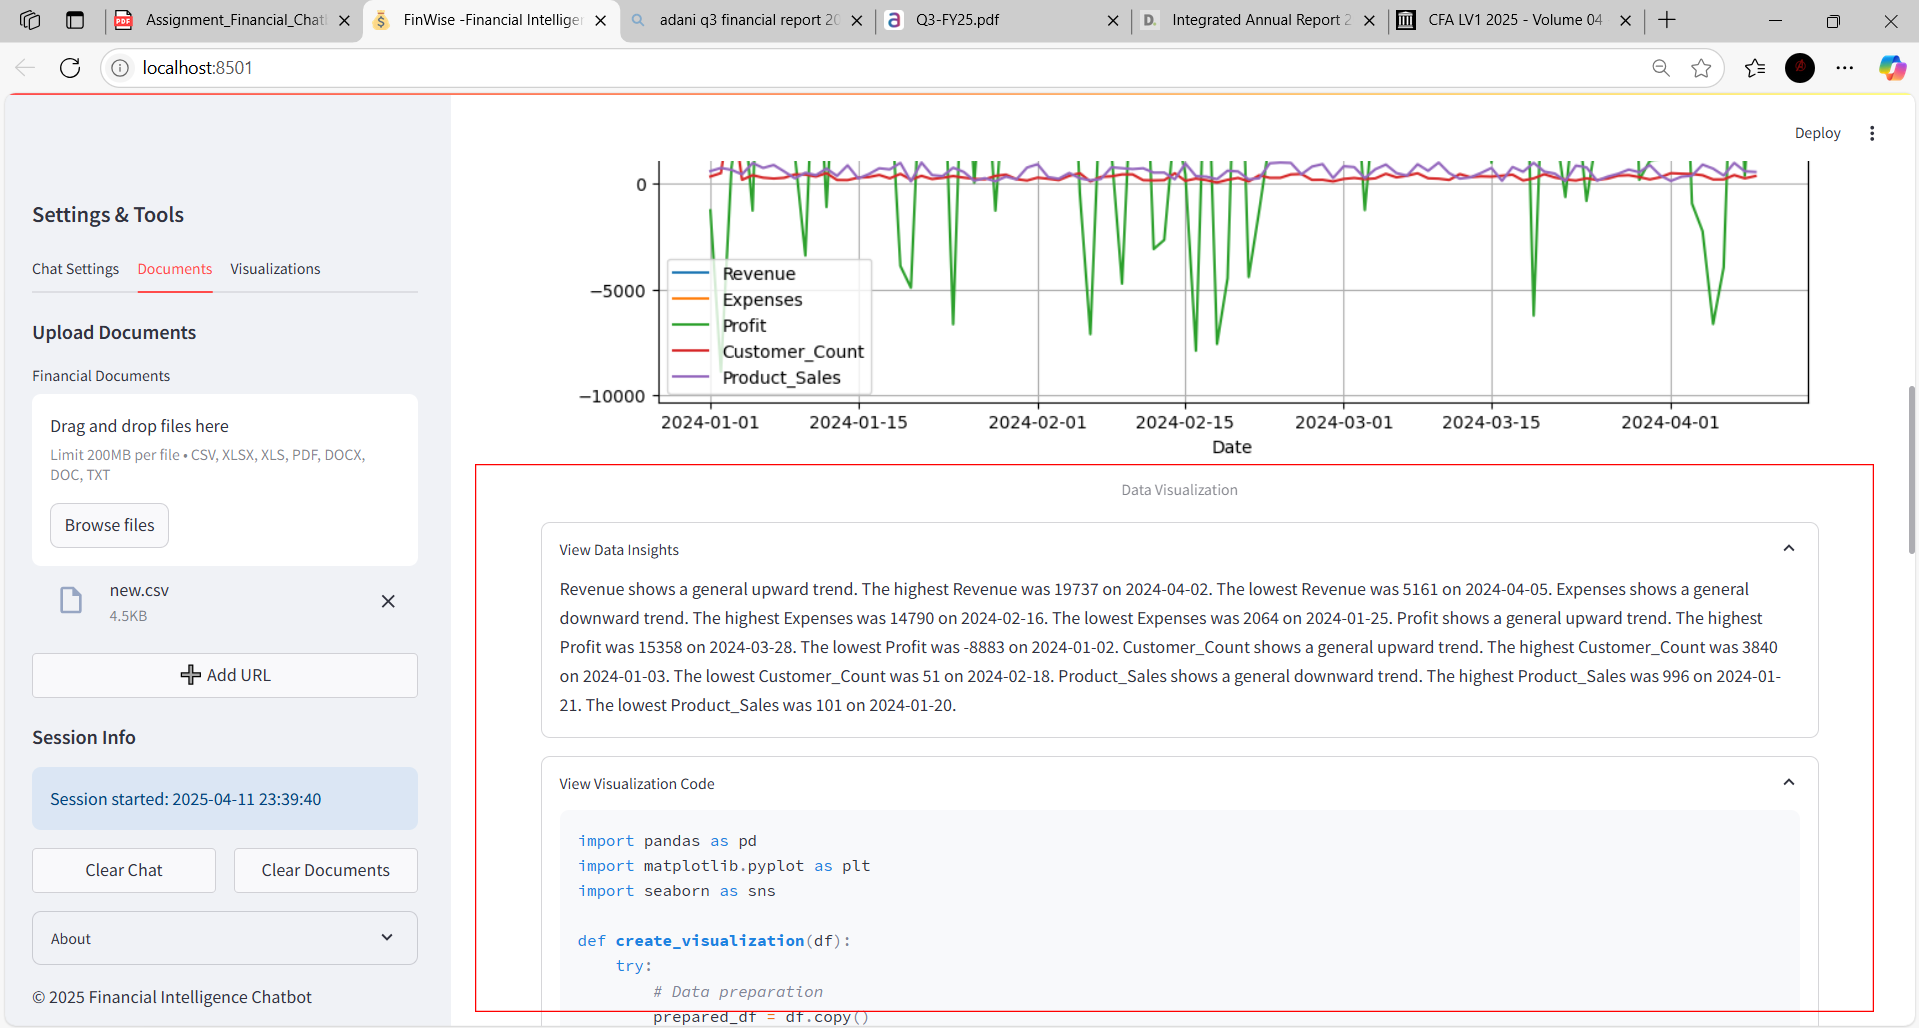 Assignment_Financial_Chat
FinWise -Financial Intelliger
adani q3 financial report 20
Q3-FY25.pdf
Integrated Annual Report 2
CFA LV1 2025 - Volume 04
localhost:8501
Deploy
Settings & Tools
Chat Settings
Documents
Visualizations
Upload Documents
Financial Documents
Drag and drop files here
Limit 200MB per file • CSV, XLSX, XLS, PDF, DOCX,
DOC, TXT
Browse files
new.csv
4.5KB
Add URL
Session Info
Session started: 2025-04-11 23:39:40
Clear Chat
Clear Documents
About
© 2025 Financial Intelligence Chatbot
0
−5000
−10000
Revenue
Expenses
Profit
Customer_Count
Product_Sales
2024-01-01
2024-01-15
2024-02-01
2024-02-15
2024-03-01
2024-03-15
2024-04-01
Date
Data Visualization
View Data Insights
Revenue shows a general upward trend. The highest Revenue was 19737 on 2024-04-02. The lowest Revenue was 5161 on 2024-04-05. Expenses shows a general
downward trend. The highest Expenses was 14790 on 2024-02-16. The lowest Expenses was 2064 on 2024-01-25. Profit shows a general upward trend. The highest
Profit was 15358 on 2024-03-28. The lowest Profit was -8883 on 2024-01-02. Customer_Count shows a general upward trend. The highest Customer_Count was 3840
on 2024-01-03. The lowest Customer_Count was 51 on 2024-02-18. Product_Sales shows a general downward trend. The highest Product_Sales was 996 on 2024-01-
21. The lowest Product_Sales was 101 on 2024-01-20.
View Visualization Code
import pandas as pd
import matplotlib.pyplot as plt
import seaborn as sns
def create_visualization(df):
try:
# Data preparation
prepared_df = df.copy()